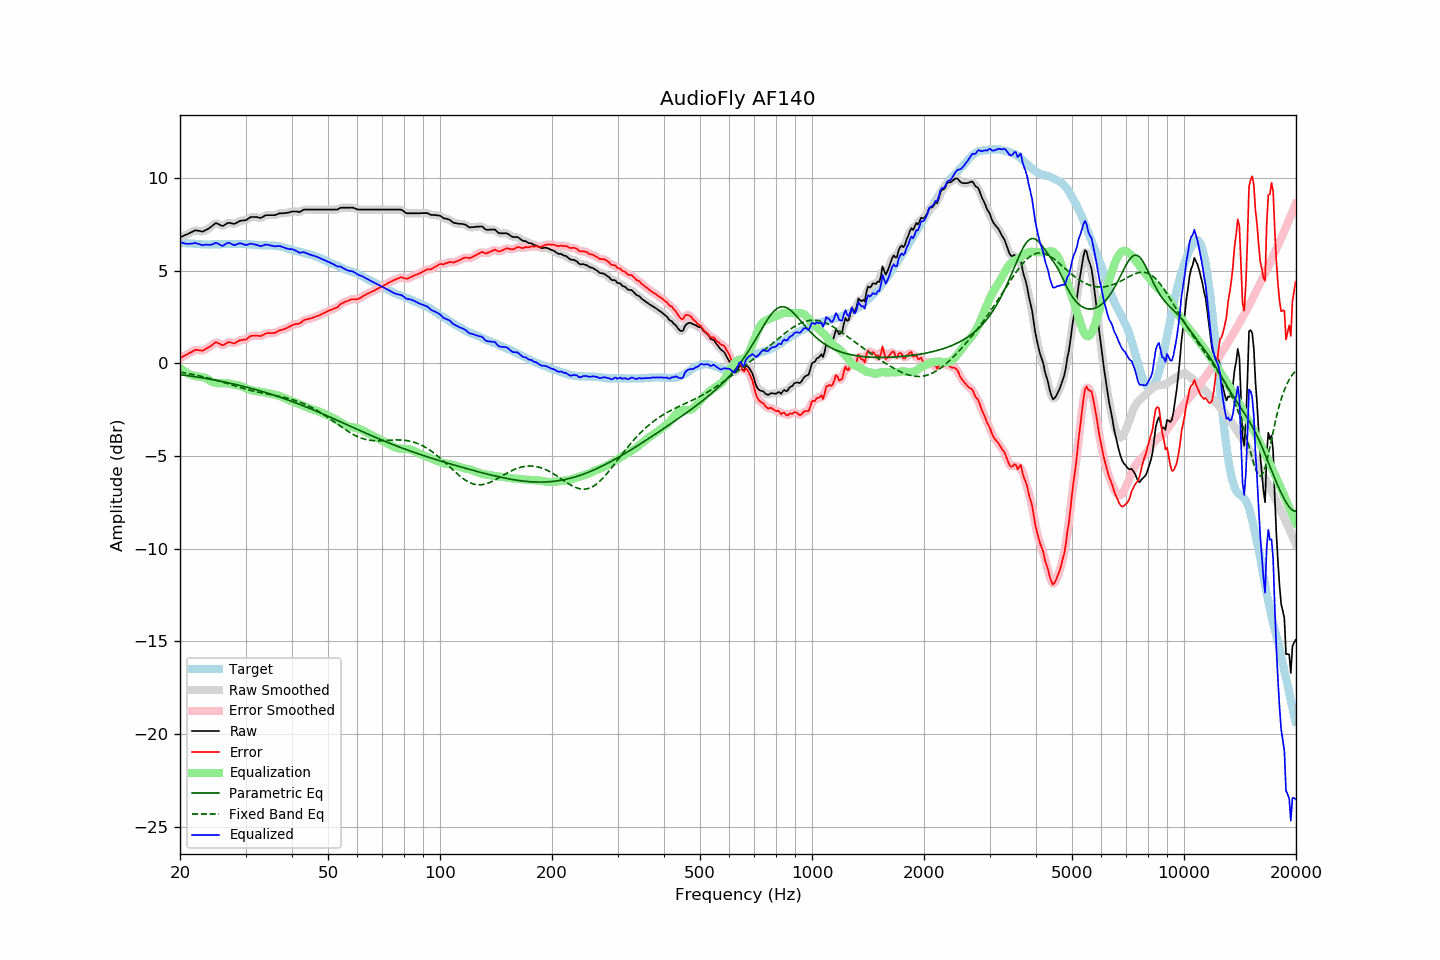 AudioFly AF140
Amplitude (dBr)
10
5
0
−5
−10
−15
−20
−25
Target
Raw Smoothed
Error Smoothed
Raw
Error
Equalization
Parametric Eq
Fixed Band Eq
Equalized
20 50 100 200 500 1000 2000 5000 10000 20000
Frequency (Hz)